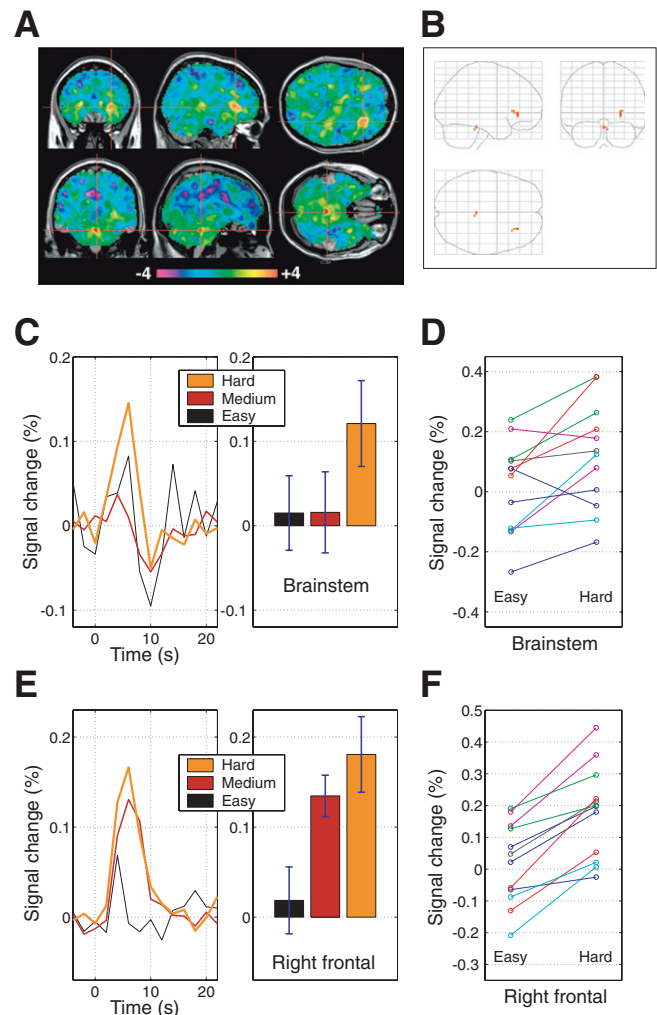 A
B
-4
+4
C
D
0.2
0.1
0
-0.1
Signal change (%)
0
10
20
Time (s)
Hard
Medium
Easy
0.2
0.1
0
-0.1
Brainstem
0.4
0.2
0
-0.2
-0.4
Signal change (%)
Easy
Hard
Brainstem
E
F
0.2
0.1
0
Signal change (%)
0
10
20
Time (s)
Hard
Medium
Easy
0.2
0.1
0
Right frontal
0.5
0.4
0.3
0.2
0.1
0
-0.1
-0.2
-0.3
Signal change (%)
Easy
Hard
Right frontal